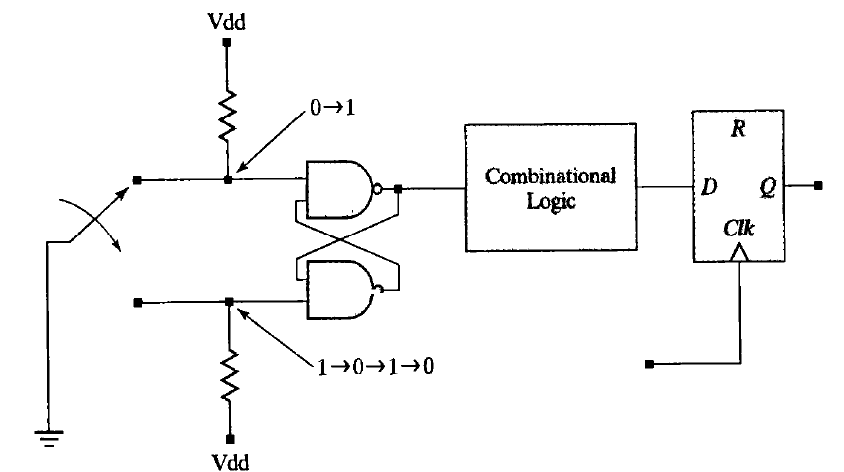 Vdd
0→1
Combinational
Logic
R
D
Q
Clk
1→0→1→0
Vdd